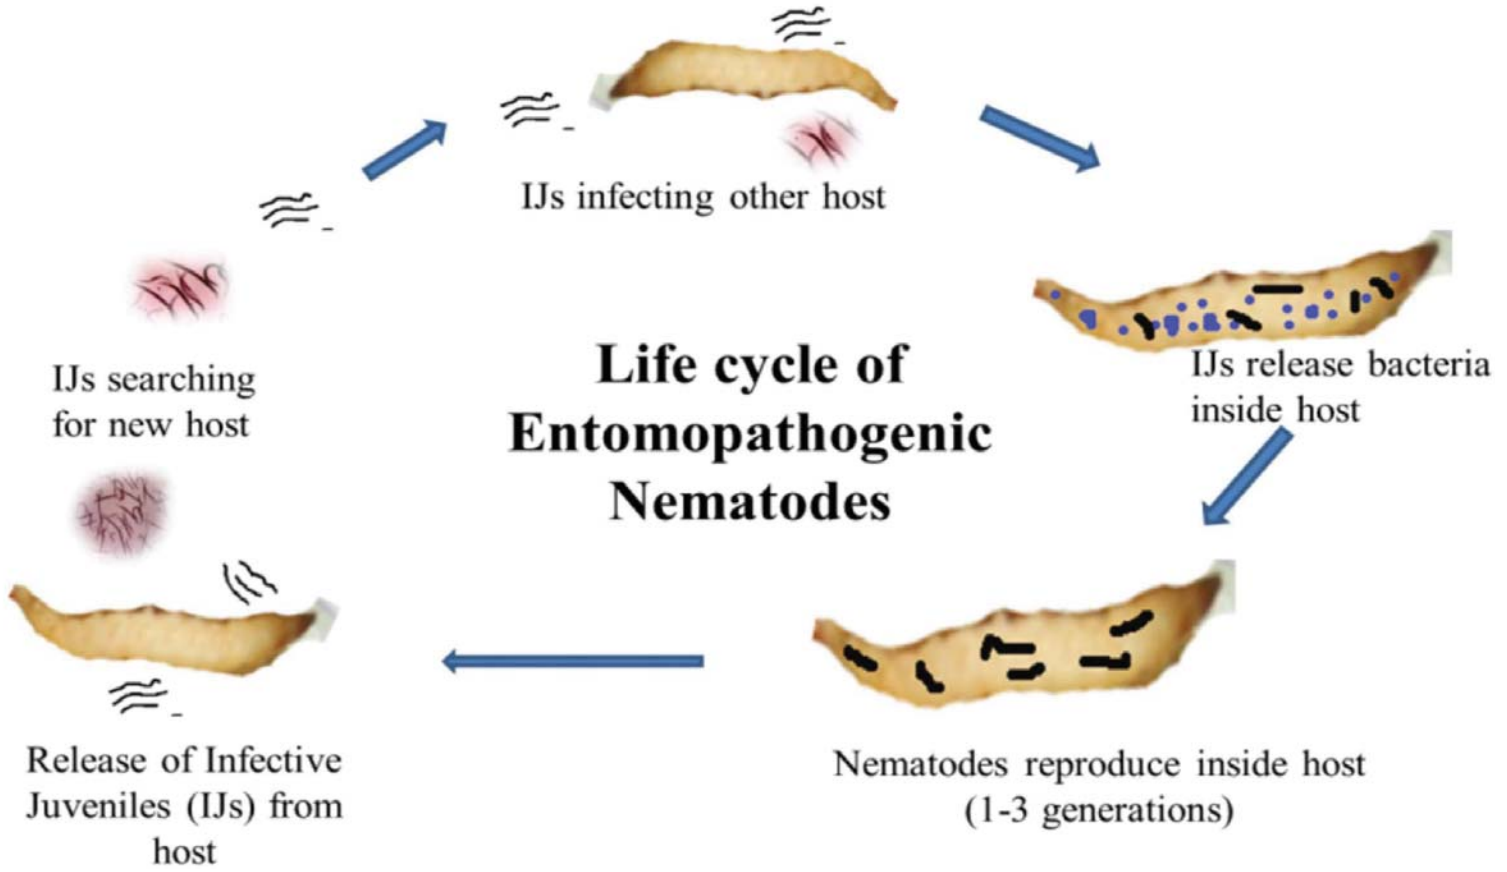 IJs infecting other host
IJs searching
for new host
Life cycle of
Entomopathogenic
Nematodes
IJs release bacteria
inside host
Release of Infective
Juveniles (IJs) from
host
Nematodes reproduce inside host
(1-3 generations)